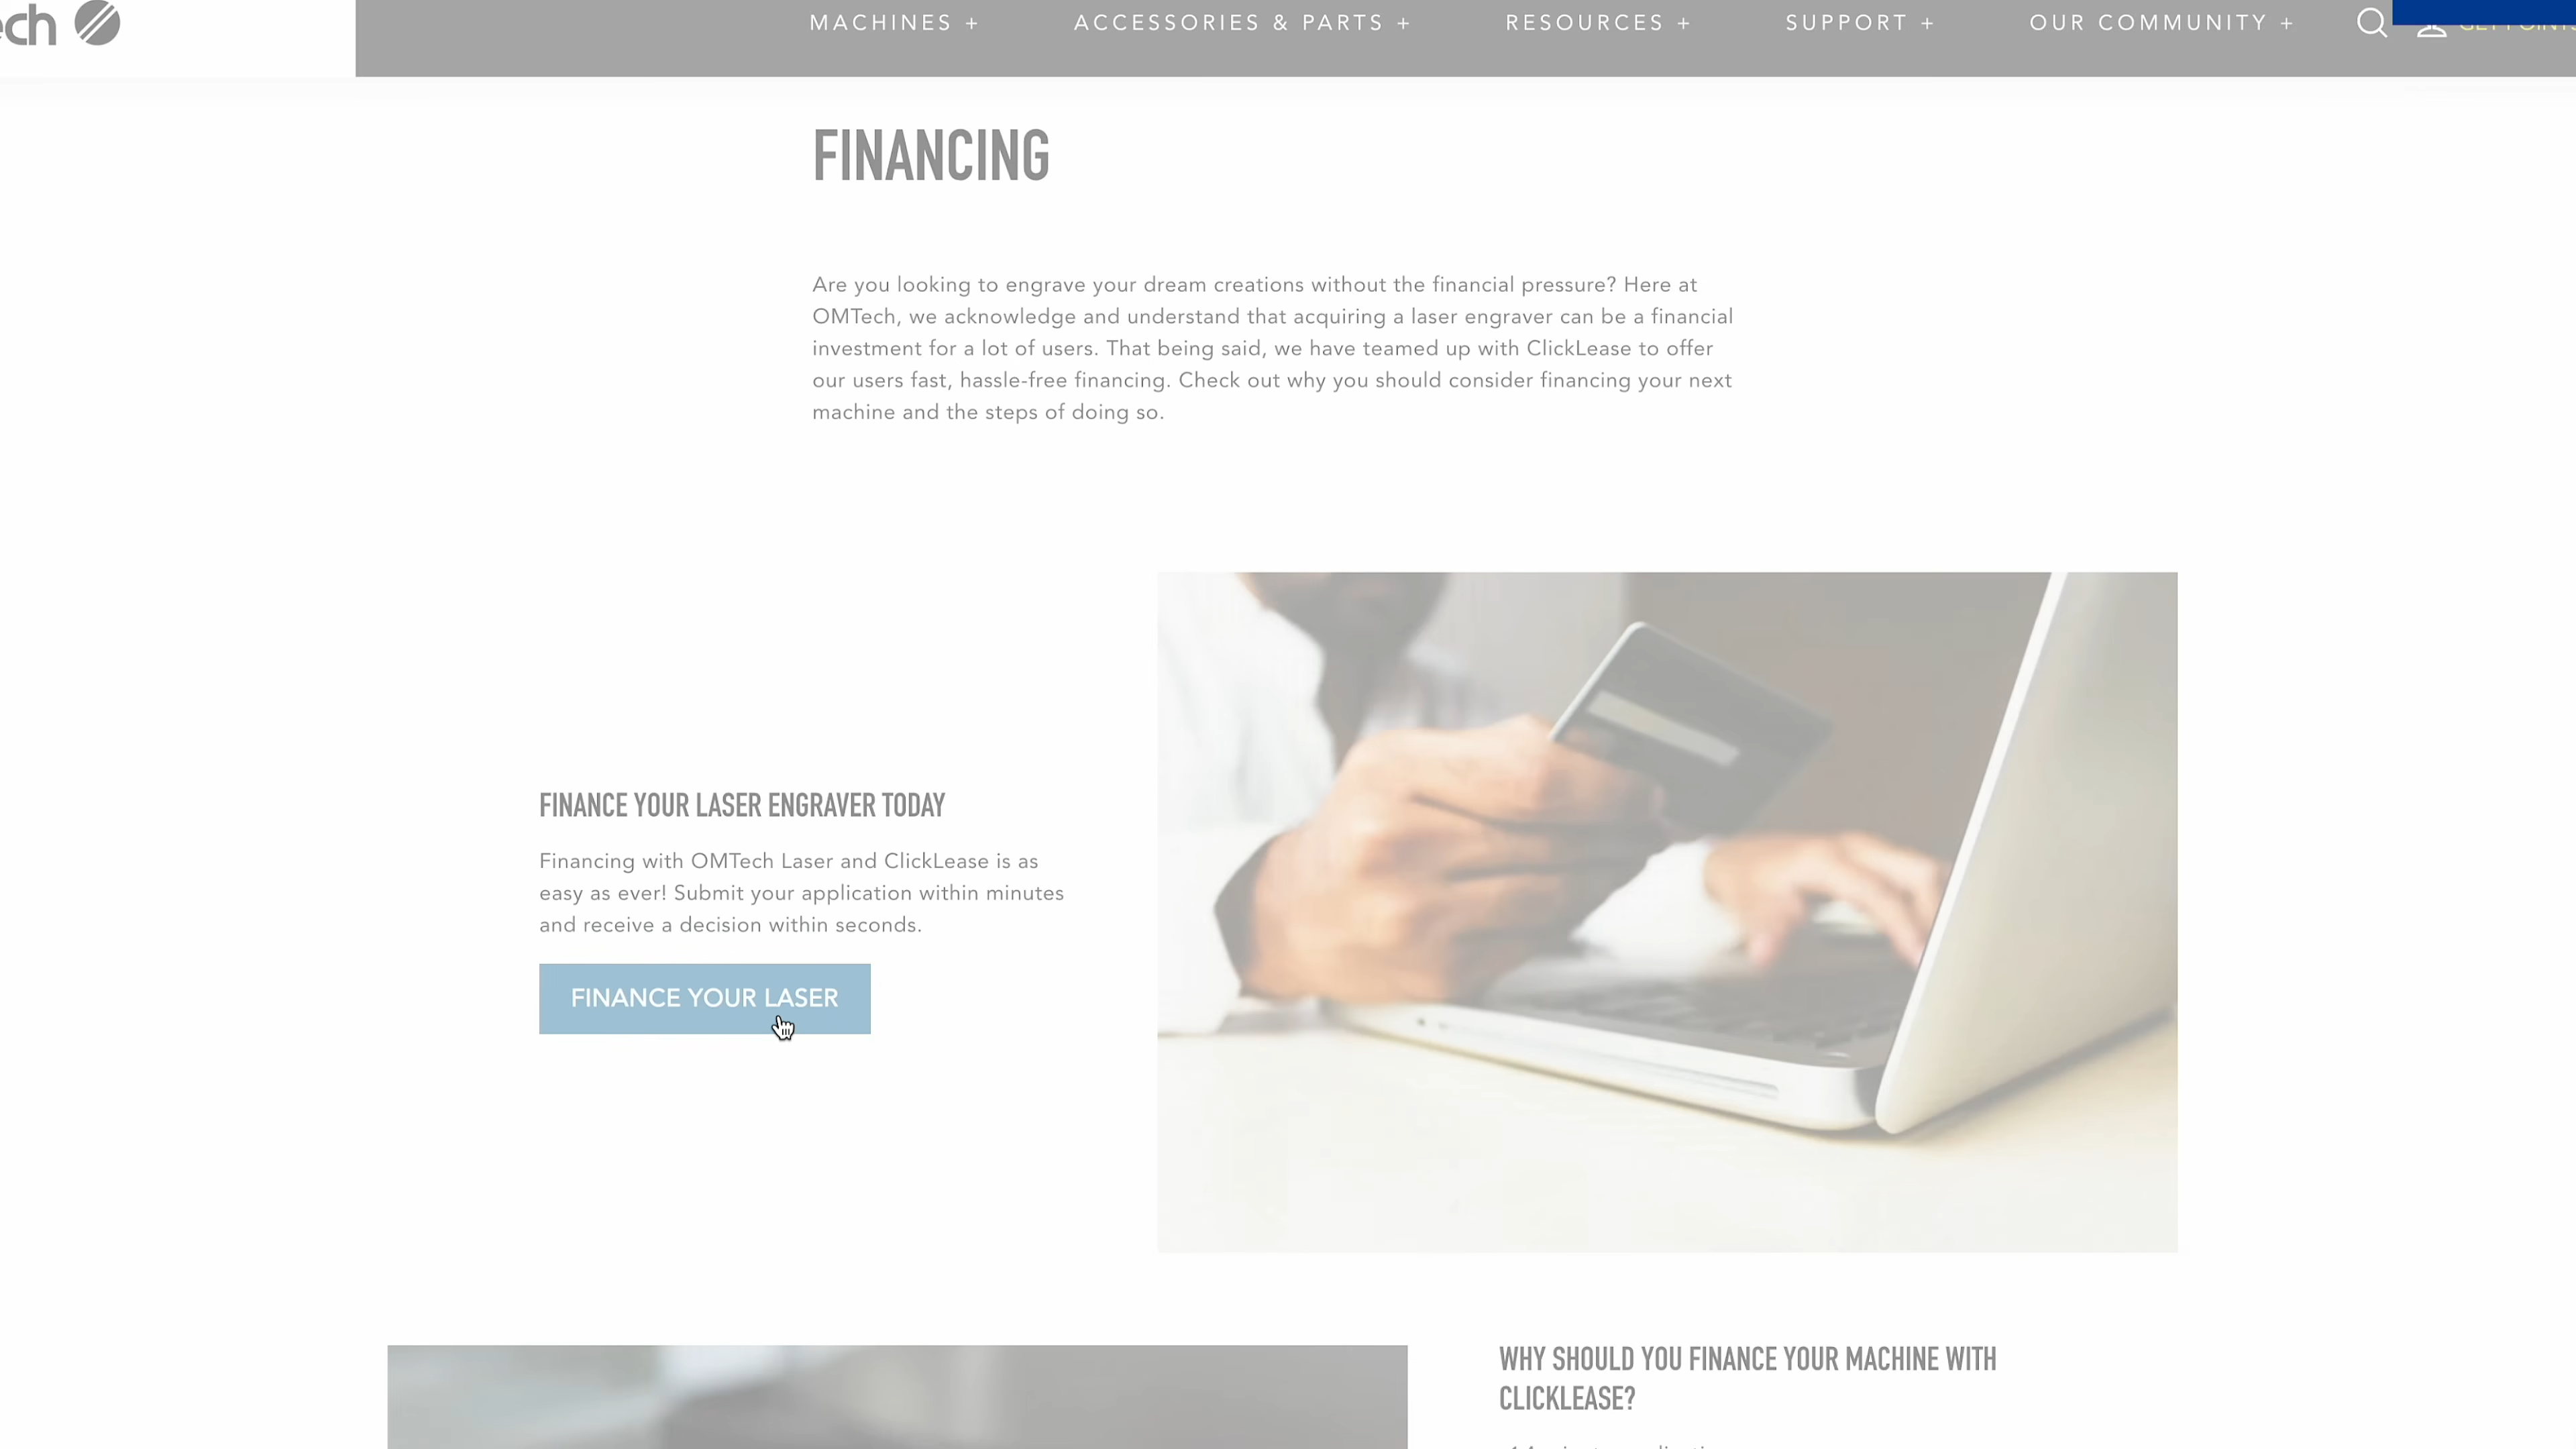 ech
MACHINES + ACCESSORIES & PARTS + RESOURCES + SUPPORT + OUR COMMUNITY +
FINANCING
Are you looking to engrave your dream creations without the financial pressure? Here at
OMTech, we acknowledge and understand that acquiring a laser engraver can be a financial
investment for a lot of users. That being said, we have teamed up with ClickLease to offer
our users fast, hassle-free financing. Check out why you should consider financing your next
machine and the steps of doing so.
FINANCE YOUR LASER ENGRAVER TODAY
Financing with OMTech Laser and ClickLease is as
easy as ever! Submit your application within minutes
and receive a decision within seconds.
FINANCE YOUR LASER
WHY SHOULD YOU FINANCE YOUR MACHINE WITH
CLICKLEASE?